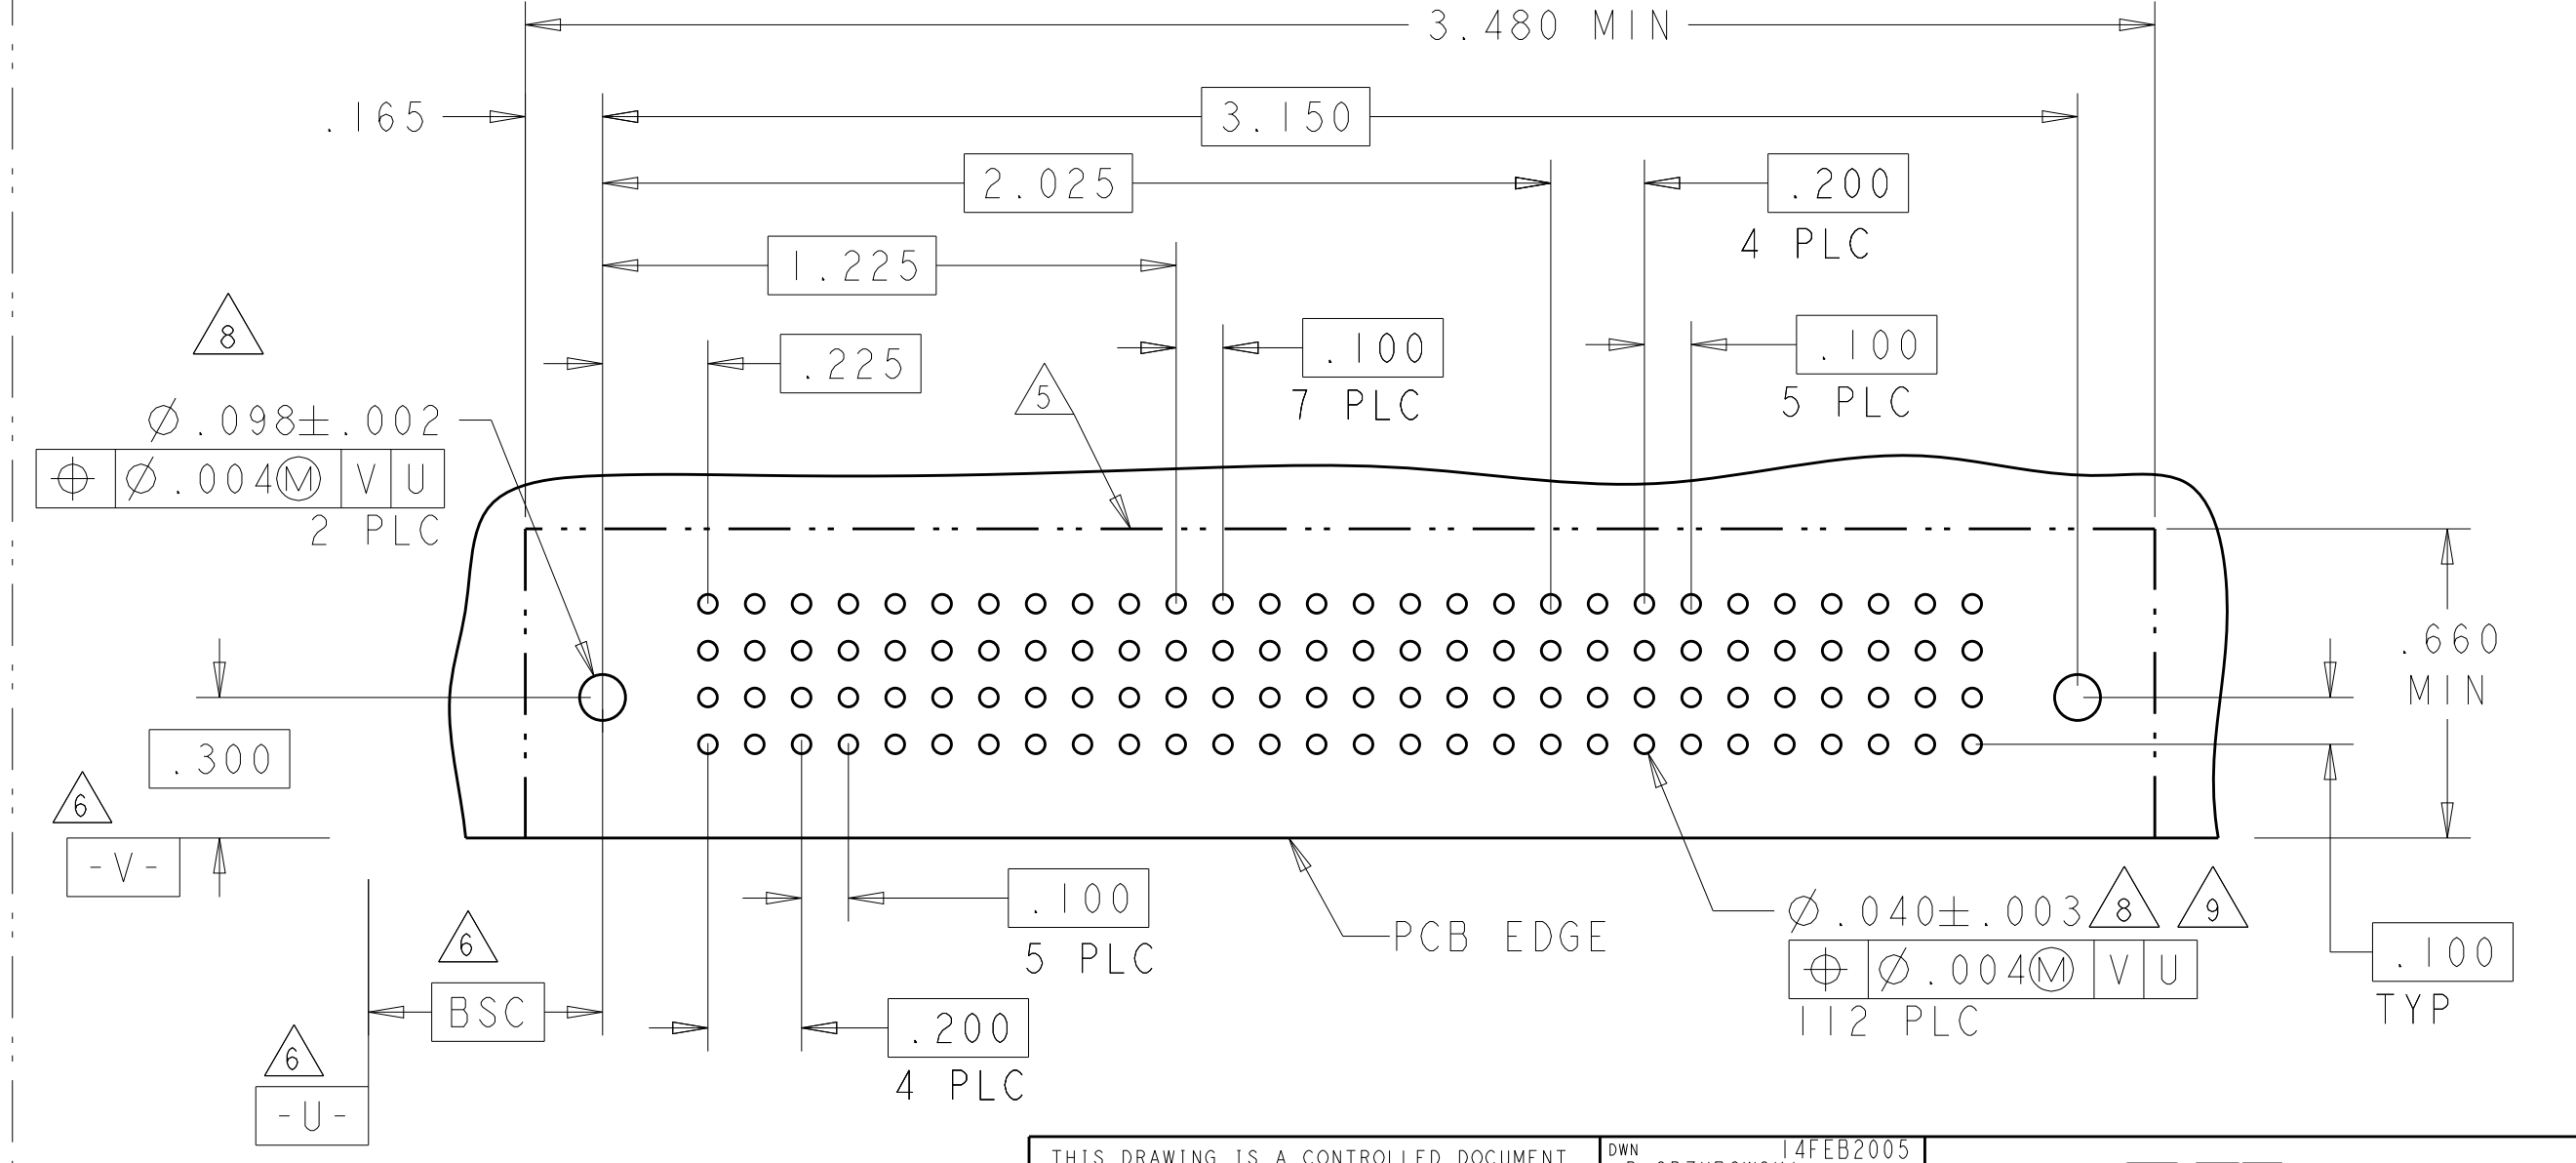 3.480 MIN
.165
3.150
2.025
.200
4 PLC
1.225
8
.225
.100
7 PLC
.100
5 PLC
5
Ø.098±.002
⌖ Ø.004Ⓜ V U
2 PLC
.660
MIN
.300
6
-V-
.100
5 PLC
PCB EDGE
Ø.040±.003 8 9
⌖ Ø.004Ⓜ V U
112 PLC
.100
TYP
6
BSC
.200
4 PLC
6
-U-
THIS DRAWING IS A CONTROLLED DOCUMENT
DWN 14FEB2005